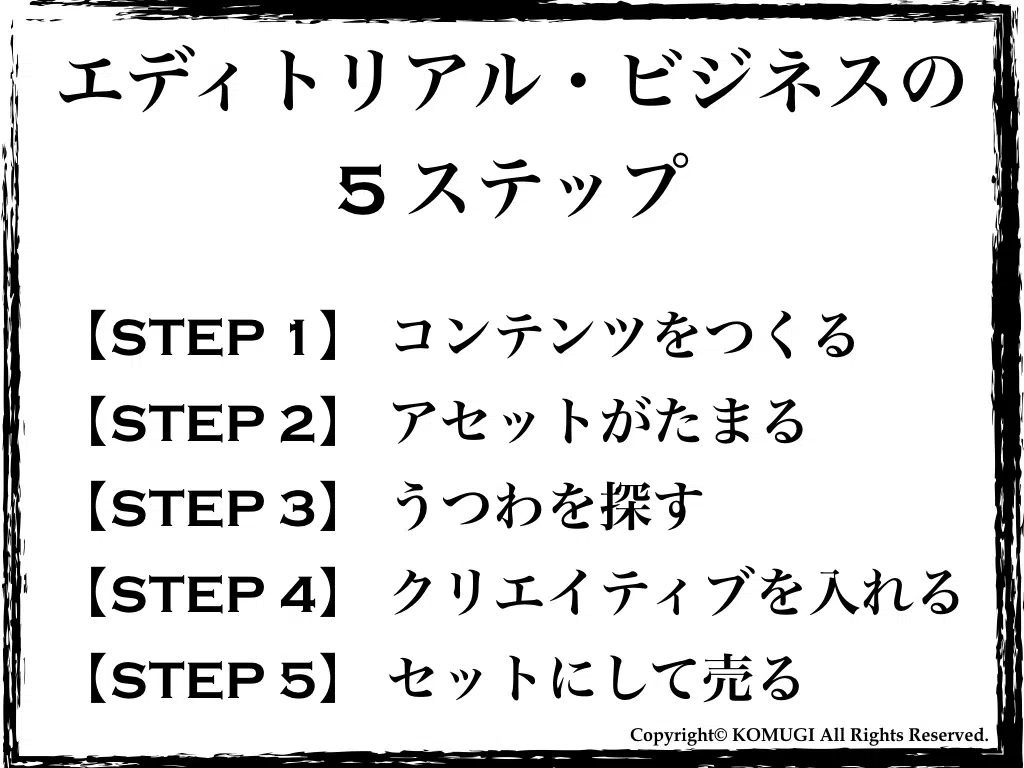 エディトリアル・ビジネスの
5 ステップ
【STEP 1】 コンテンツをつくる
【STEP 2】 アセットがたまる
【STEP 3】 うつわを探す
【STEP 4】 クリエイティブを入れる
【STEP 5】 セットにして売る
Copyright© KOMUGI All Rights Reserved.